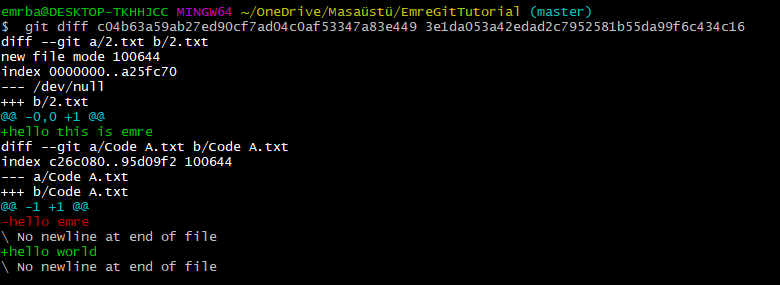 emrba@DESKTOP-TKHHJCC MINGW64 ~/OneDrive/Masaüstü/EmreGitTutorial (master)
$  git diff c04b63a59ab27ed90cf7ad04c0af53347a83e449 3e1da053a42edad2c7952581b55da99f6c434c16
diff --git a/2.txt b/2.txt
new file mode 100644
index 0000000..a25fc70
--- /dev/null
+++ b/2.txt
@@ -0,0 +1 @@
+hello this is emre
diff --git a/Code A.txt b/Code A.txt
index c26c080..95d09f2 100644
--- a/Code A.txt
+++ b/Code A.txt
@@ -1 +1 @@
-hello emre
\ No newline at end of file
+hello world
\ No newline at end of file